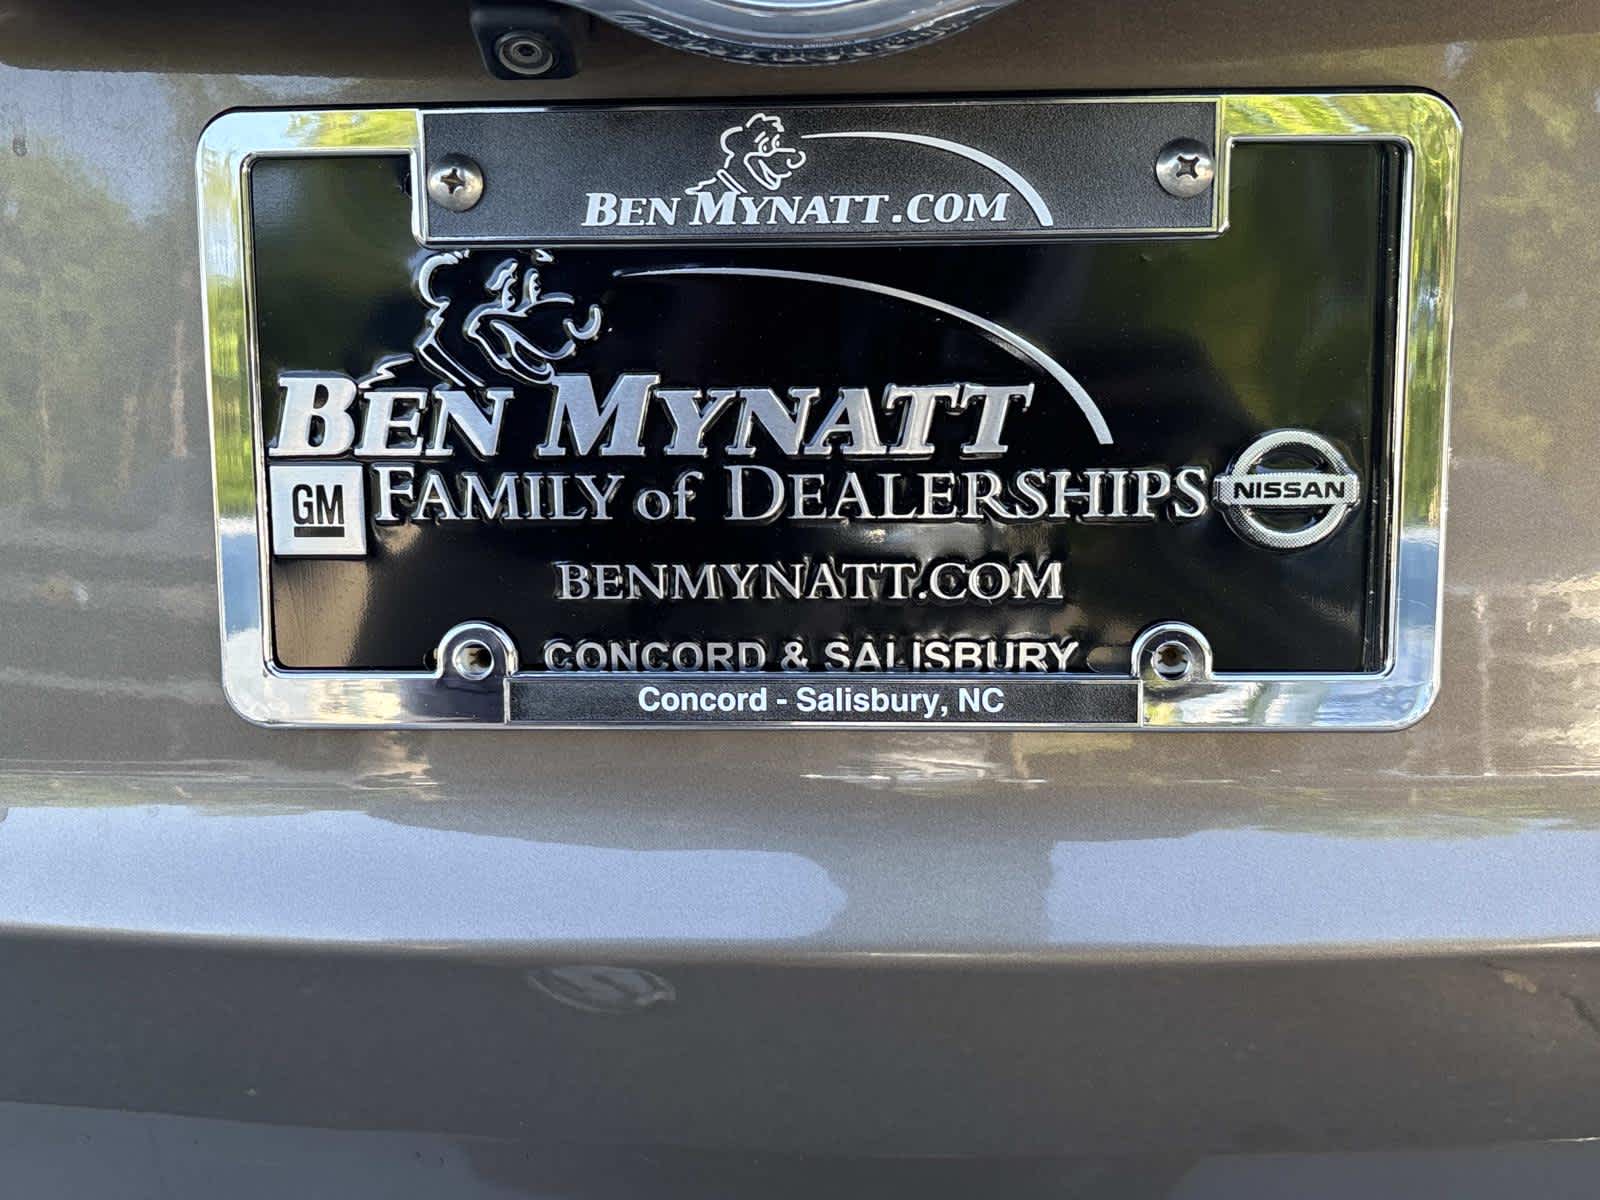 BEN MYNATT.COM
BEN MYNATT
GM FAMILY of DEALERSHIPS NISSAN
BENMYNATT.COM
CONCORD & SALISBURY
Concord - Salisbury, NC